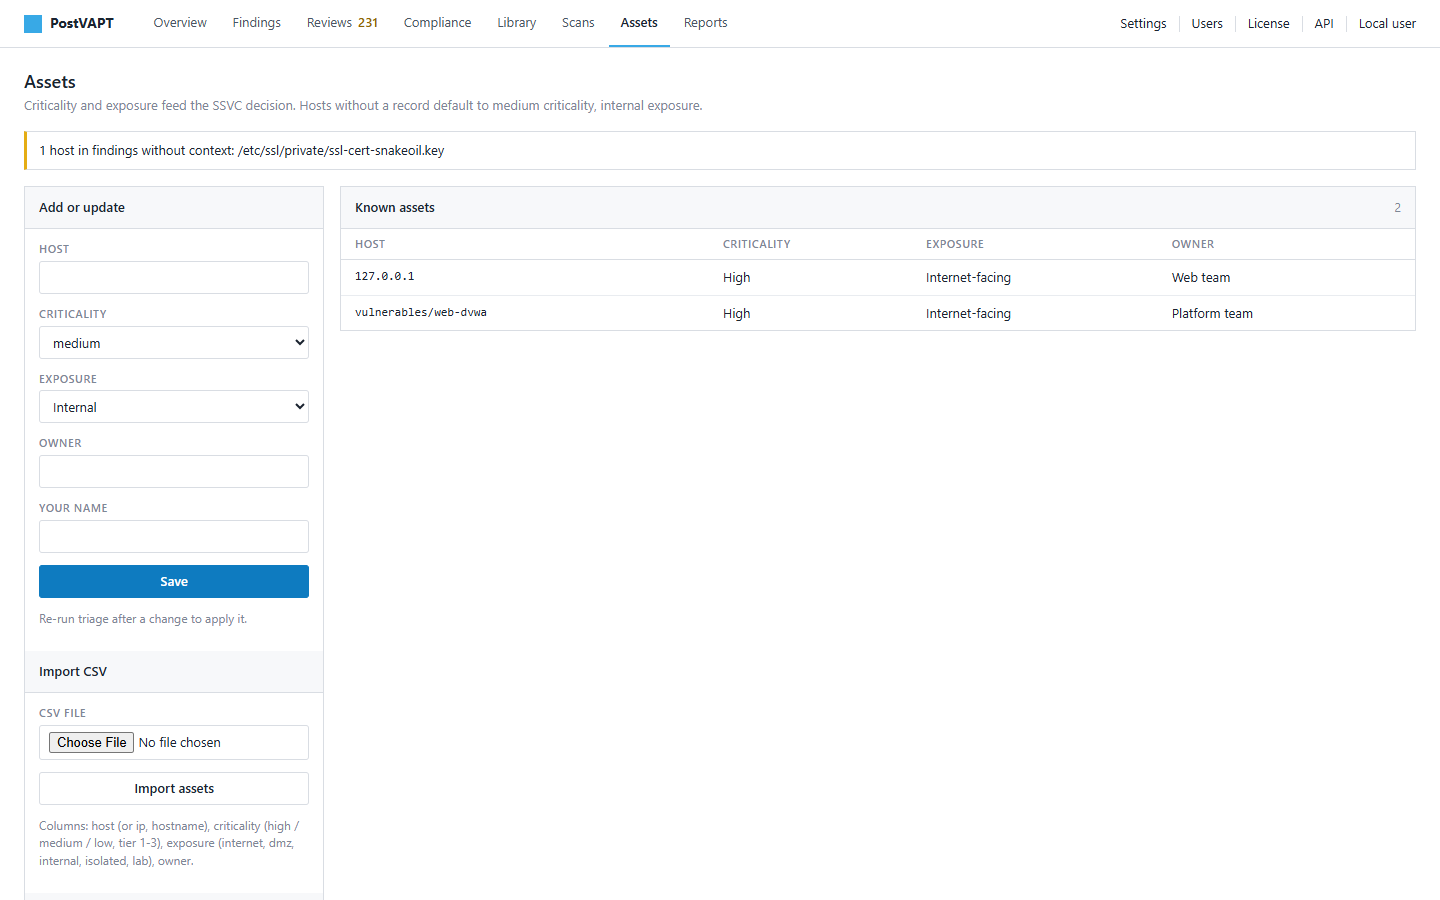 PostVAPT
Overview Findings Reviews 231 Compliance Library Scans Assets Reports
Settings Users License API Local user
Assets
Criticality and exposure feed the SSVC decision. Hosts without a record default to medium criticality, internal exposure.
1 host in findings without context: /etc/ssl/private/ssl-cert-snakeoil.key
Add or update
HOST
CRITICALITY
medium
EXPOSURE
Internal
OWNER
YOUR NAME
Save
Re-run triage after a change to apply it.
Import CSV
CSV FILE
Choose File No file chosen
Import assets
Columns: host (or ip, hostname), criticality (high /
medium / low, tier 1-3), exposure (internet, dmz,
internal, isolated, lab), owner.
Known assets 2
HOST CRITICALITY EXPOSURE OWNER
127.0.0.1 High Internet-facing Web team
vulnerables/web-dvwa High Internet-facing Platform team